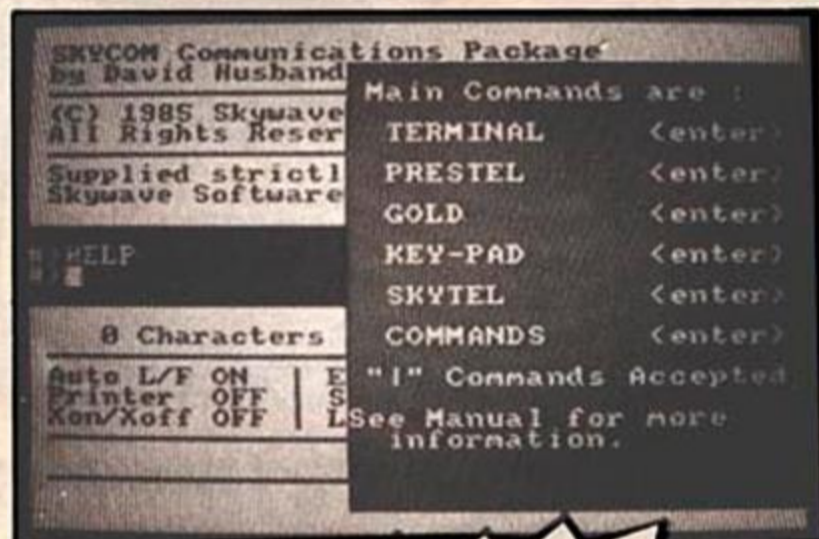 SKYCOM Communications Package
by David Husband
(C) 1985 Skywave
All Rights Reser
Supplied strictl
Skywave Software
HELP
0 Characters
Auto L/F ON | E
Printer OFF | S
Xon/Xoff OFF | L
Main Commands are :
TERMINAL <enter>
PRESTEL <enter>
GOLD <enter>
KEY-PAD <enter>
SKYTEL <enter>
COMMANDS <enter>
"|" Commands Accepted
See Manual for more
information.